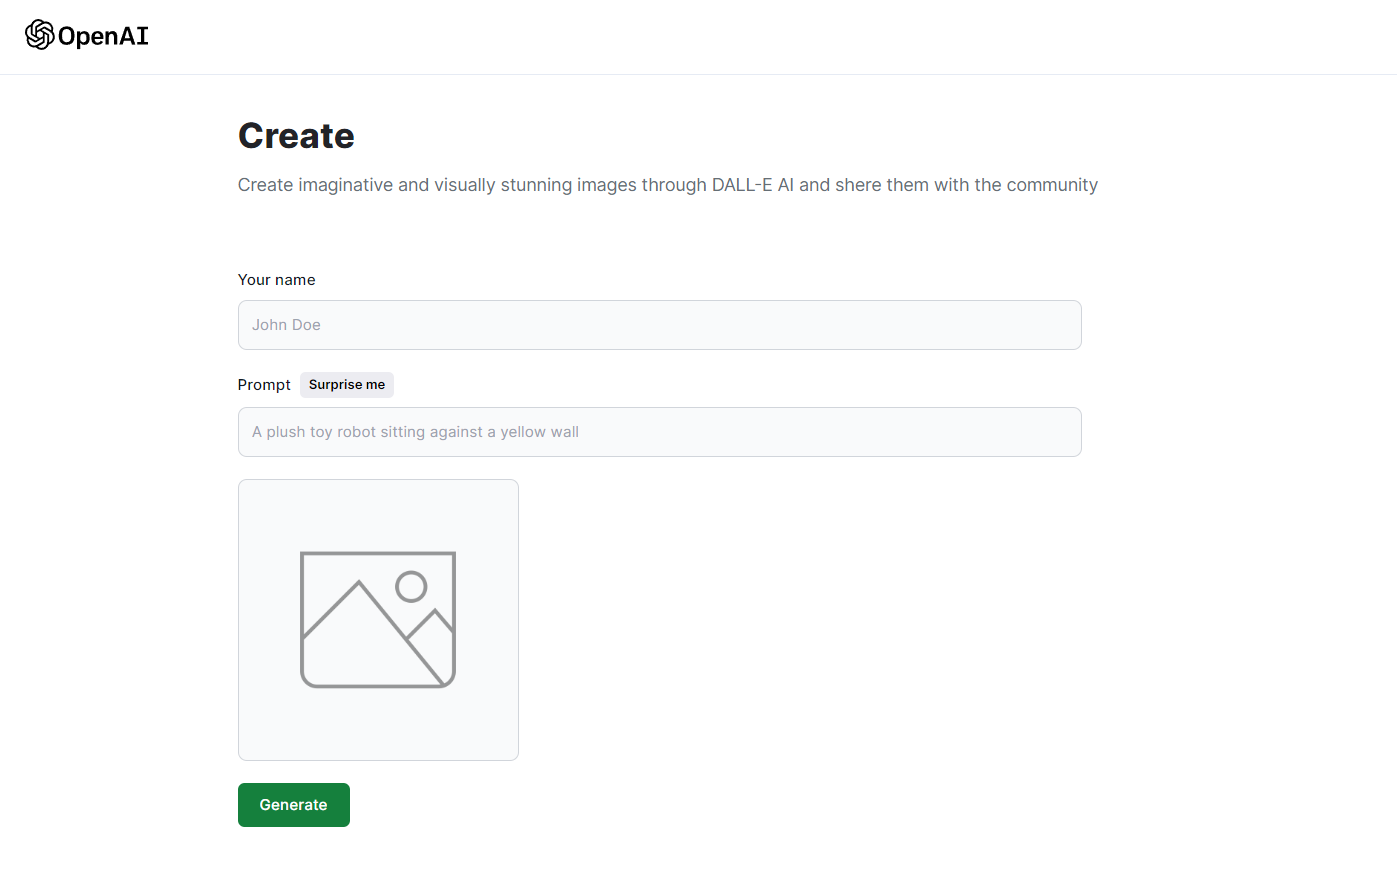 OpenAI
Create
Create imaginative and visually stunning images through DALL-E AI and shere them with the community
Your name
John Doe
Prompt Surprise me
A plush toy robot sitting against a yellow wall
Generate